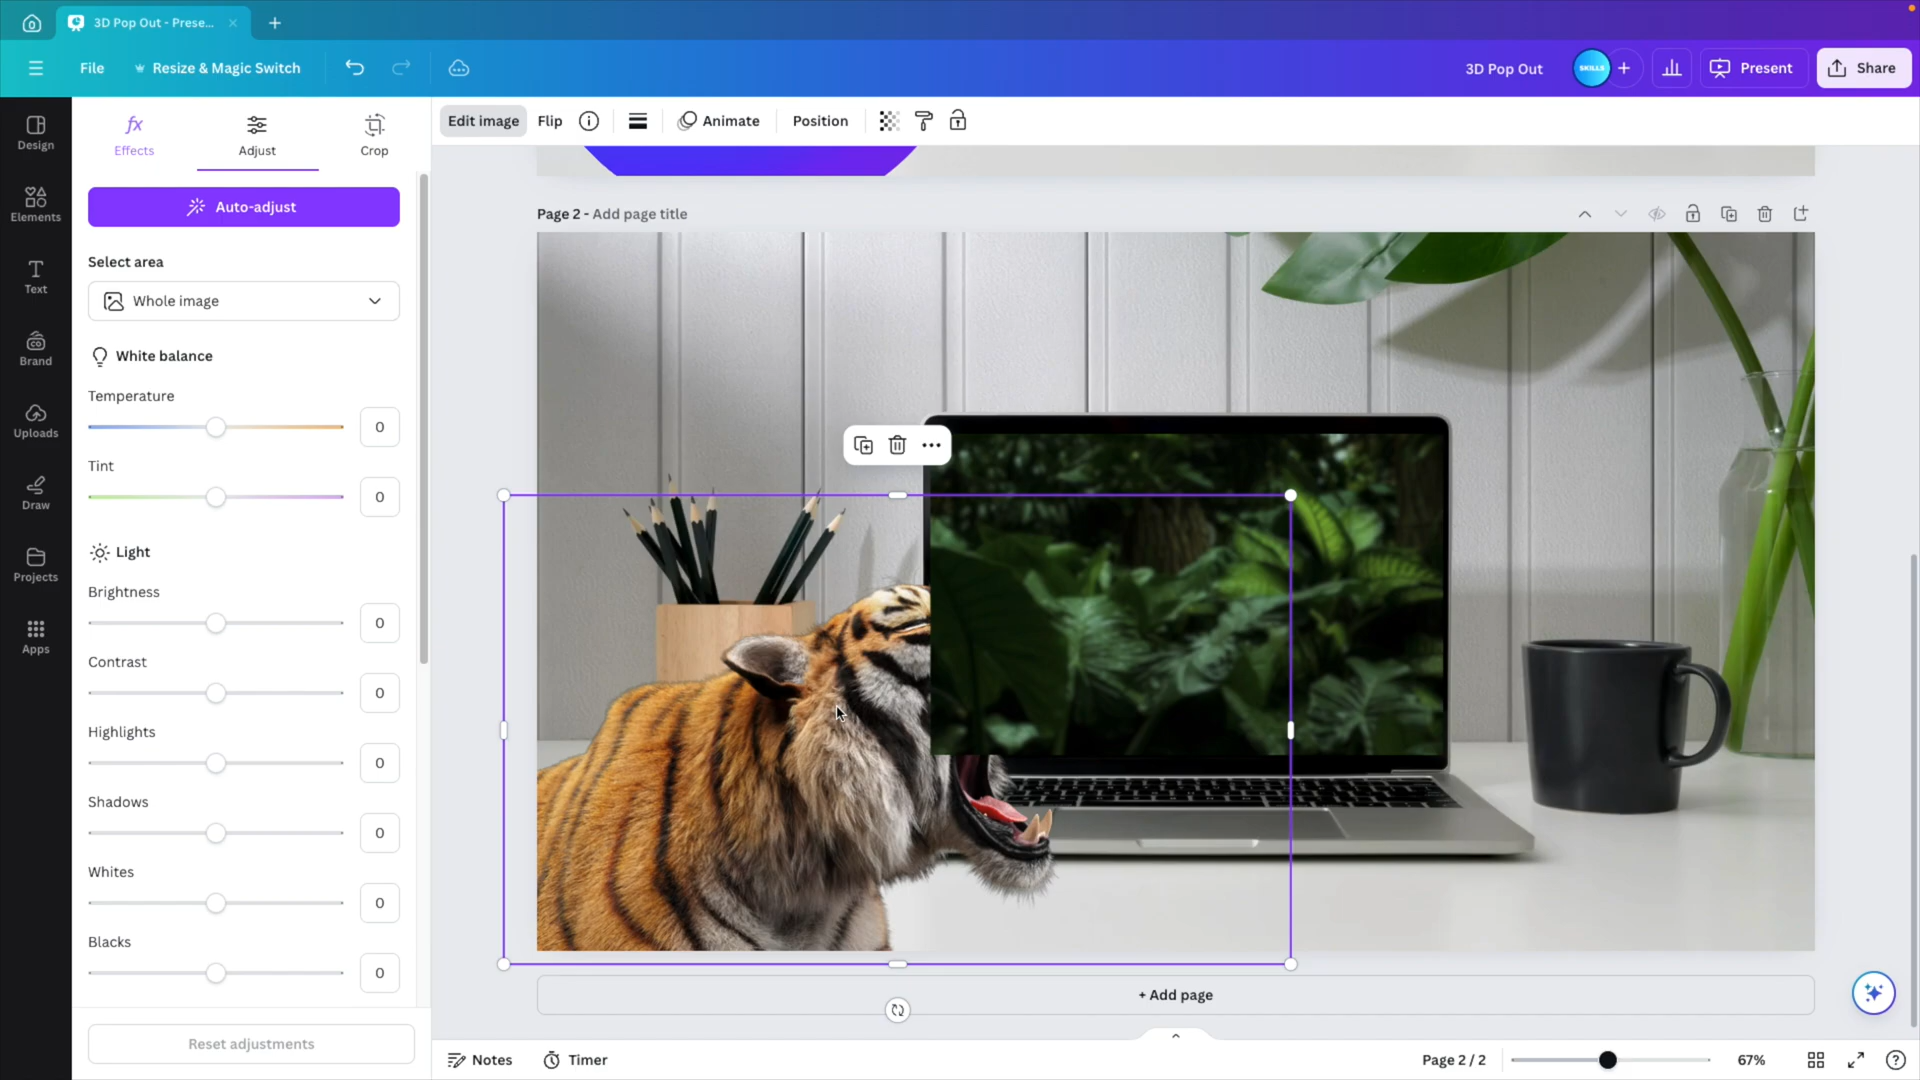 3D Pop Out - Prese...
File
Resize & Magic Switch
3D Pop Out
SKILLS
Present
Share
Design
Elements
Text
Brand
Uploads
Draw
Projects
Apps
fx
Effects
Adjust
Crop
Auto-adjust
Select area
Whole image
White balance
Temperature
0
Tint
0
Light
Brightness
0
Contrast
0
Highlights
0
Shadows
0
Whites
0
Blacks
0
Reset adjustments
Edit image
Flip
Animate
Position
Page 2 - Add page title
+ Add page
Notes
Timer
Page 2 / 2
67%